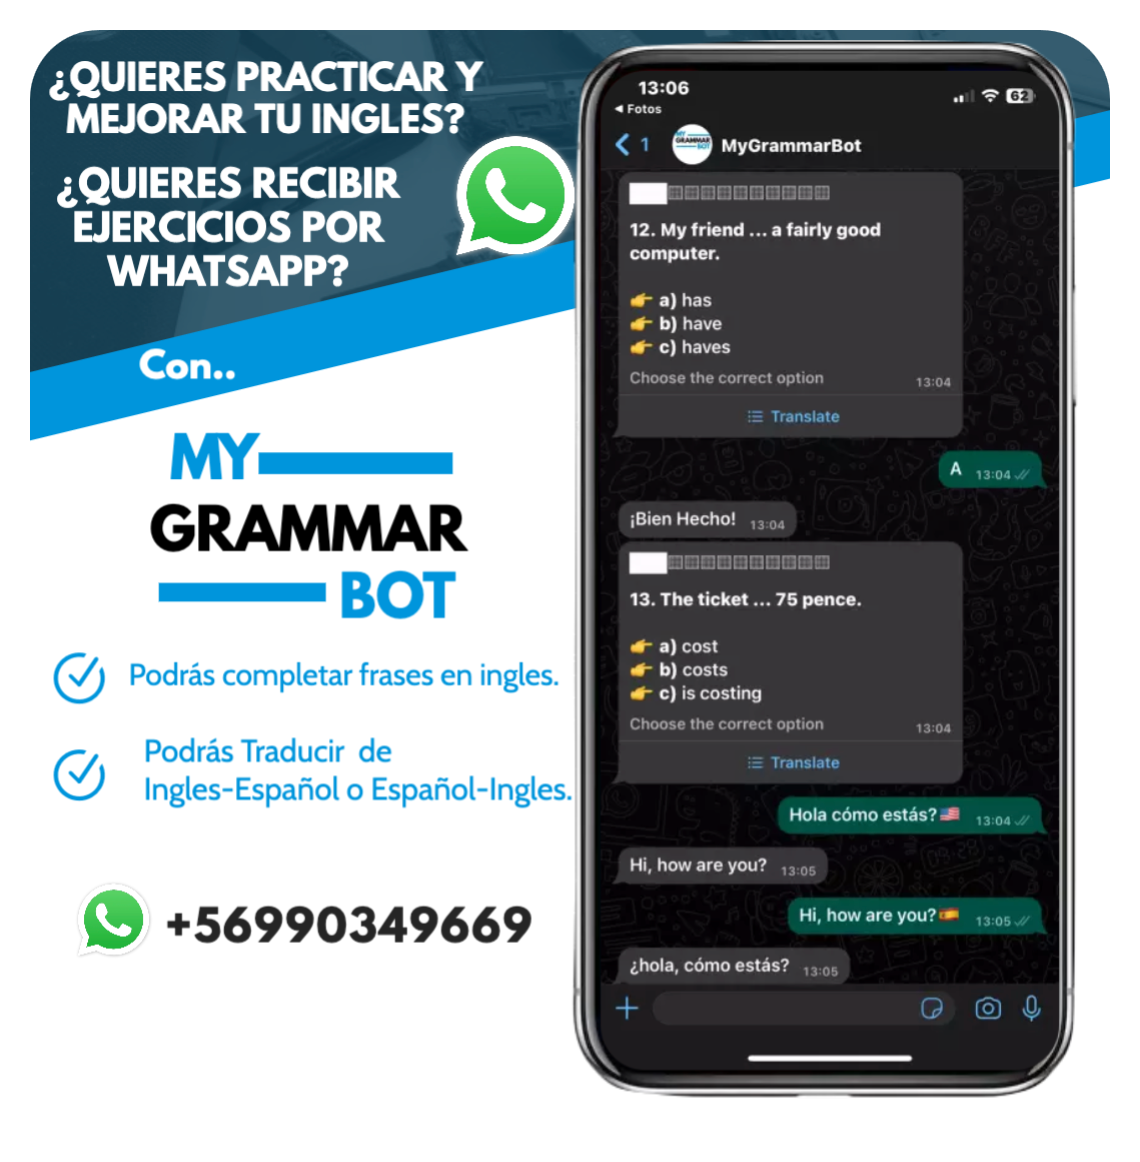 ¿QUIERES PRACTICAR Y
MEJORAR TU INGLES?
¿QUIERES RECIBIR
EJERCICIOS POR
WHATSAPP?
Con..
MY
GRAMMAR
BOT
Podrás completar frases en ingles.
Podrás Traducir de
Ingles-Español o Español-Ingles.
+56990349669
13:06
62
◄ Fotos
1
MY GRAMMAR BOT
MyGrammarBot
12. My friend ... a fairly good
computer.
👉 a) has
👉 b) have
👉 c) haves
Choose the correct option 13:04
Translate
A 13:04
¡Bien Hecho! 13:04
13. The ticket ... 75 pence.
👉 a) cost
👉 b) costs
👉 c) is costing
Choose the correct option 13:04
Translate
Hola cómo estás?🇺🇸 13:04
Hi, how are you? 13:05
Hi, how are you?🇪🇸 13:05
¿hola, cómo estás? 13:05